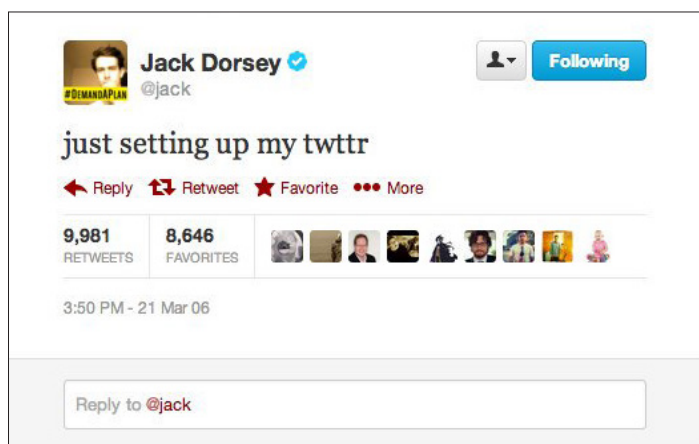 Jack Dorsey
@jack
#DEMANDAPLAN
Following
just setting up my twttr
Reply Retweet Favorite More
9,981 8,646
RETWEETS FAVORITES
3:50 PM - 21 Mar 06
Reply to @jack